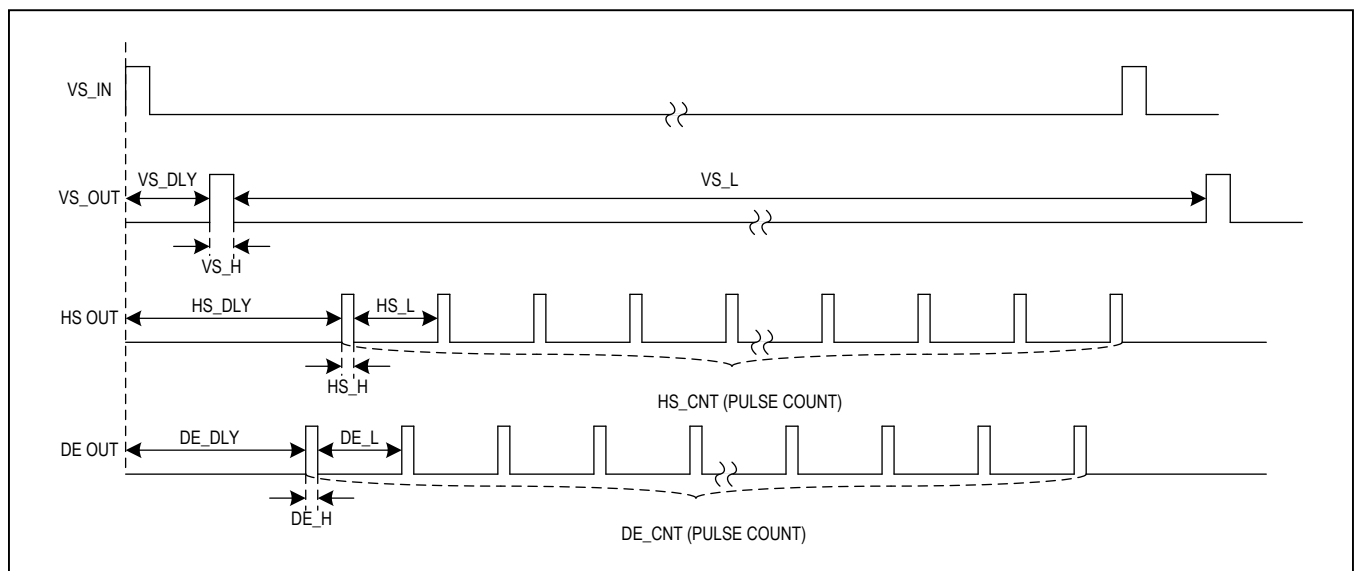 VS_IN
VS_OUT
VS_DLY
VS_L
VS_H
HS OUT
HS_DLY
HS_L
HS_H
HS_CNT (PULSE COUNT)
DE OUT
DE_DLY
DE_L
DE_H
DE_CNT (PULSE COUNT)